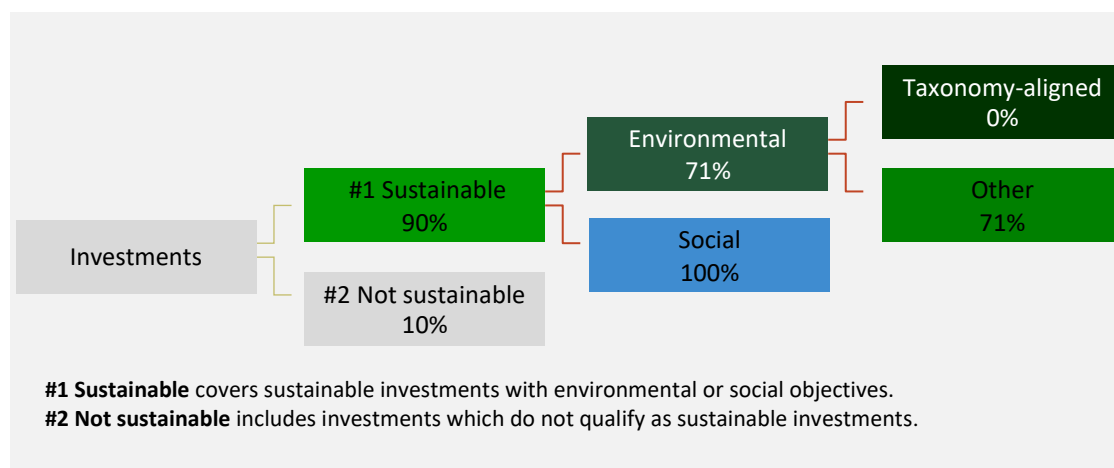 Taxonomy-aligned
0%
Environmental
71%
#1 Sustainable
90%
Other
71%
Social
100%
Investments
#2 Not sustainable
10%
#1 Sustainable covers sustainable investments with environmental or social objectives.
#2 Not sustainable includes investments which do not qualify as sustainable investments.